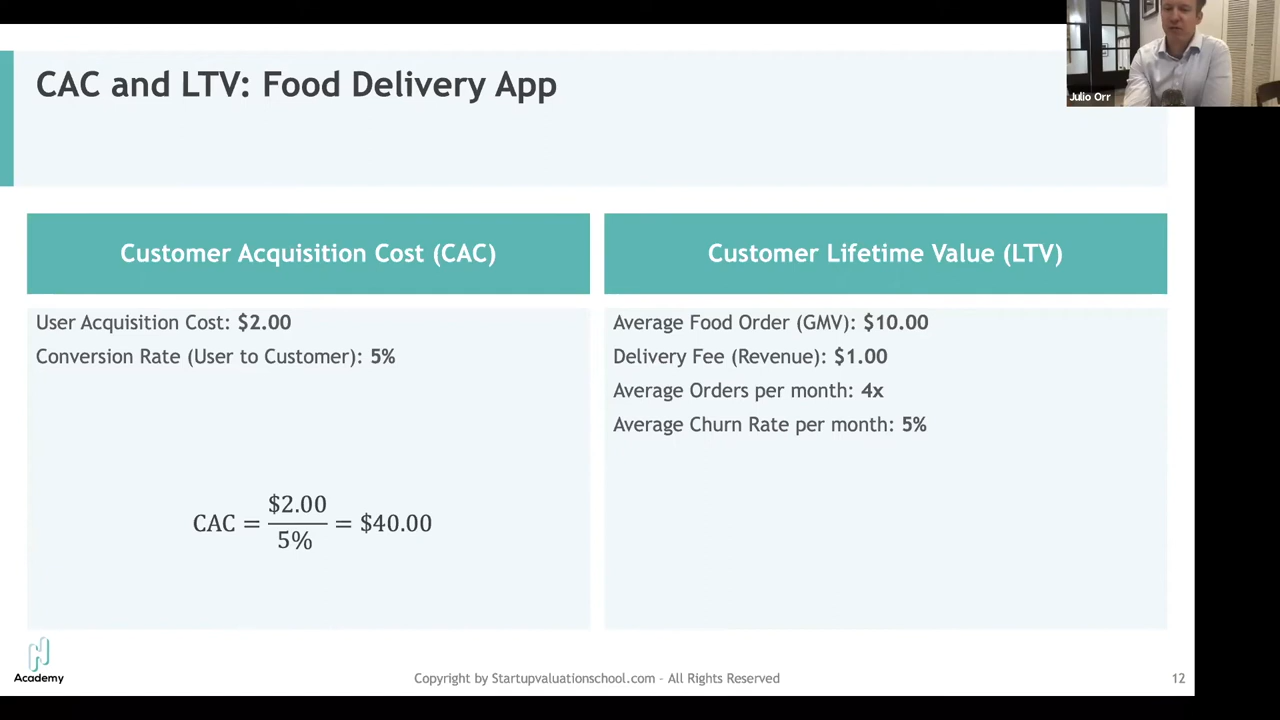 CAC and LTV: Food Delivery App
Julio Orr
Customer Acquisition Cost (CAC)
User Acquisition Cost: $2.00
Conversion Rate (User to Customer): 5%
CAC = $2.00 / 5% = $40.00
Customer Lifetime Value (LTV)
Average Food Order (GMV): $10.00
Delivery Fee (Revenue): $1.00
Average Orders per month: 4x
Average Churn Rate per month: 5%
Academy
Copyright by Startupvaluationschool.com – All Rights Reserved
12